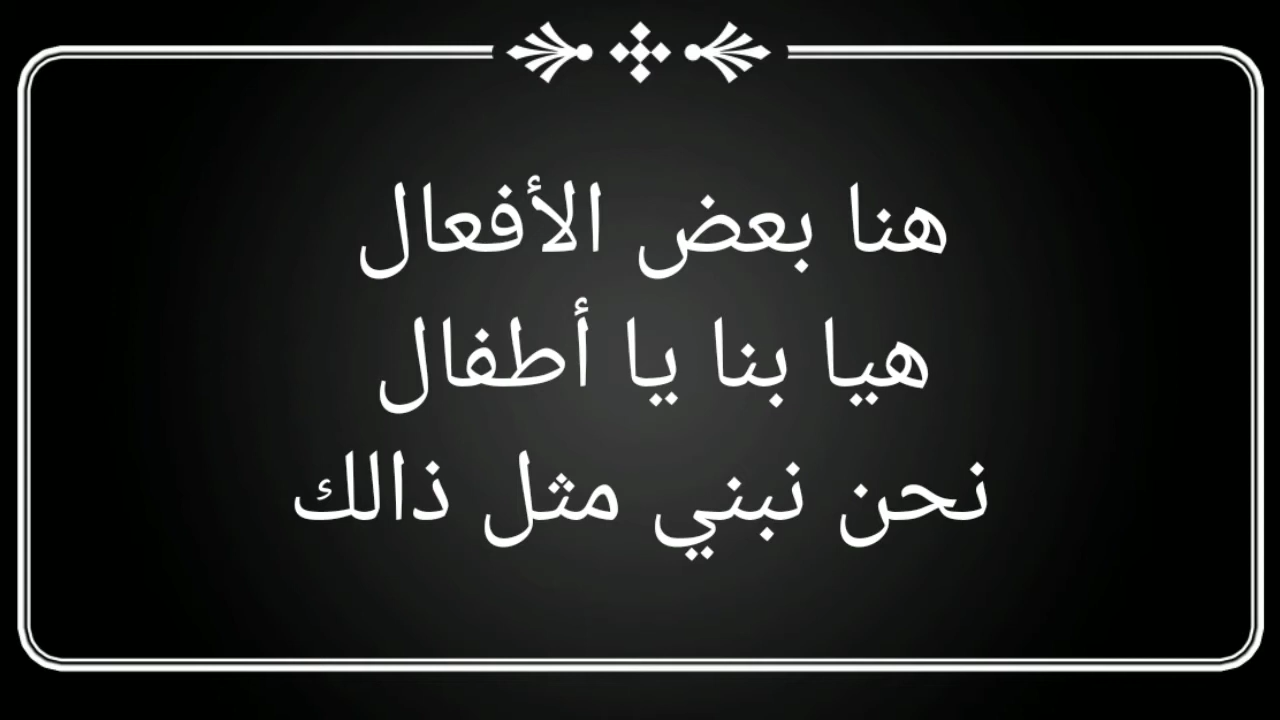 هنا بعض الأفعال
هيا بنا يا أطفال
نحن نبني مثل ذالك